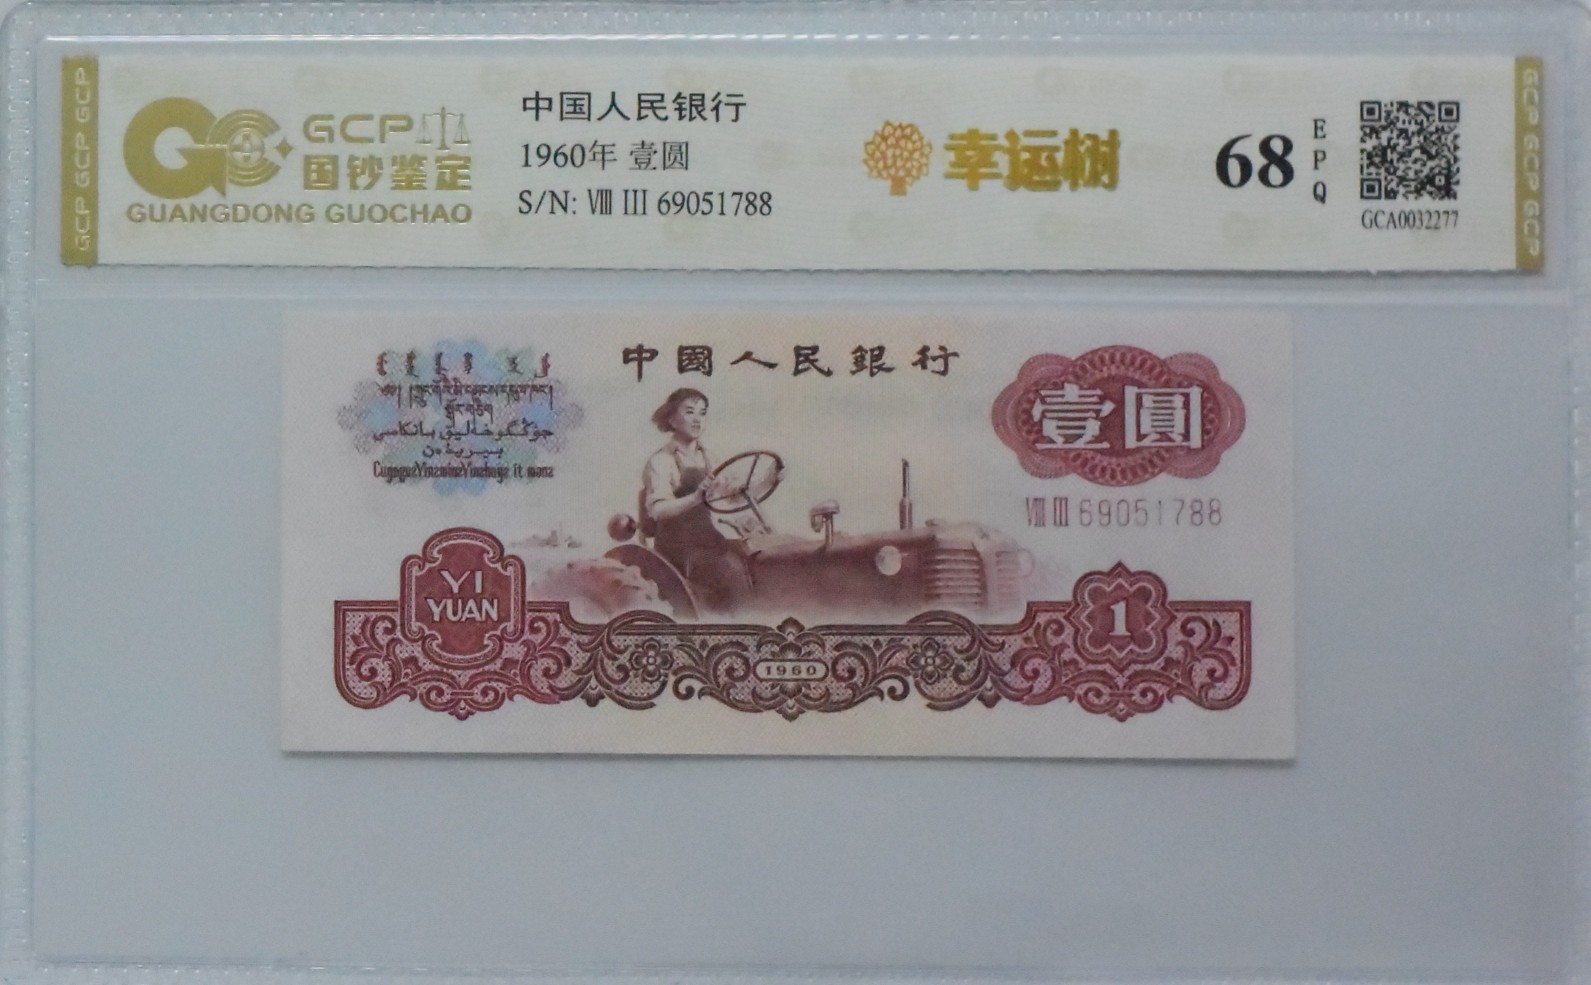 GCP GCP GCP
GCP
国钞鉴定
GUANGDONG GUOCHAO
中国人民银行
1960年 壹圆
S/N: Ⅷ III 69051788
幸运树
68
EPQ
GCA0032277
GCP GCP GCP
中國人民銀行
壹圓
Ⅷ III 69051788
YI
YUAN
1960
1